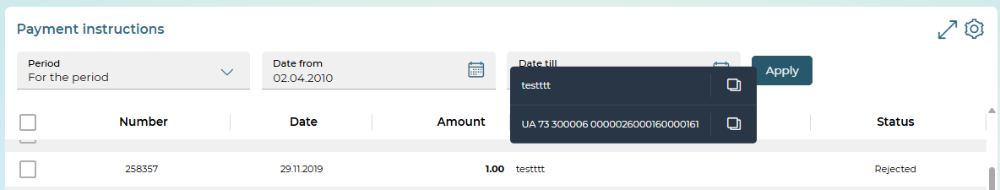 Payment instructions
Period
For the period
Date from
02.04.2010
Date till
Apply
testttt
UA 73 300006 0000026000160000161
Number
Date
Amount
Status
258357
29.11.2019
1.00
testttt
Rejected